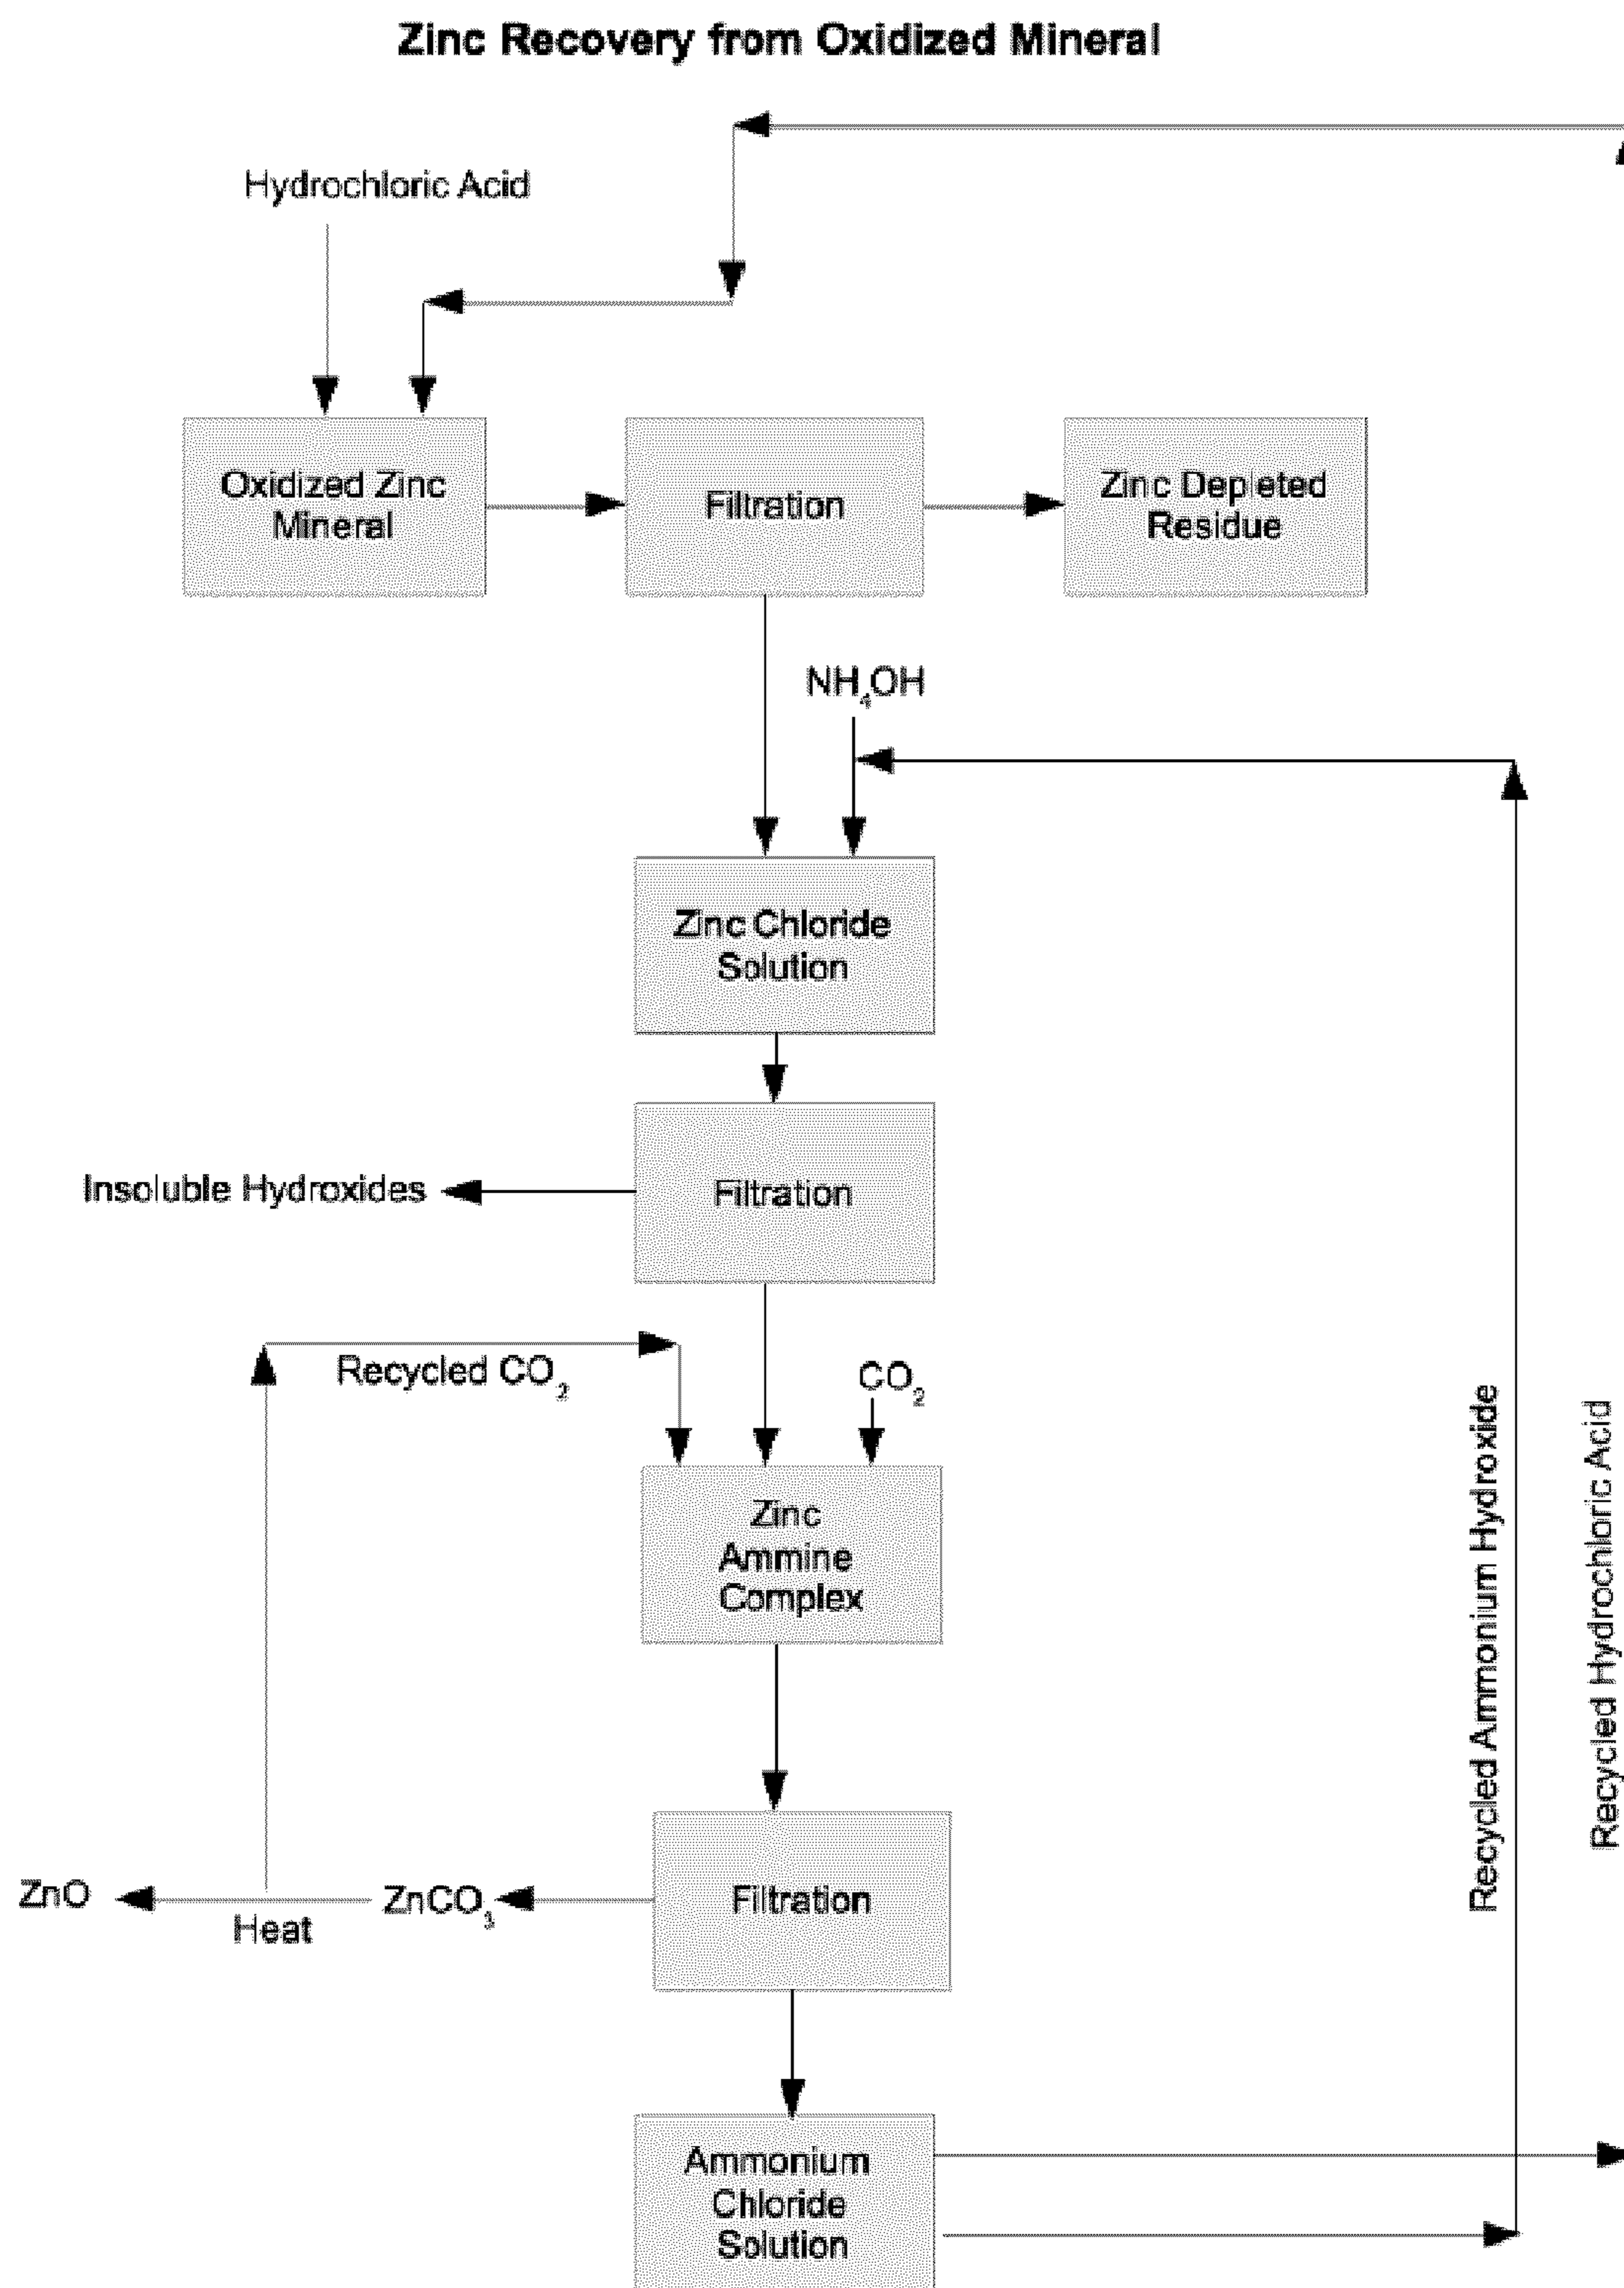 Zinc Recovery from Oxidized Mineral
Hydrochloric Acid
Oxidized Zinc
Mineral
Filtration
Zinc Depleted
Residue
NH₄OH
Zinc Chloride
Solution
Filtration
Insoluble Hydroxides
Recycled CO₂
CO₂
Zinc
Ammine
Complex
Recycled Ammonium Hydroxide
Recycled Hydrochloric Acid
ZnO
Heat
ZnCO₃
Filtration
Ammonium
Chloride
Solution